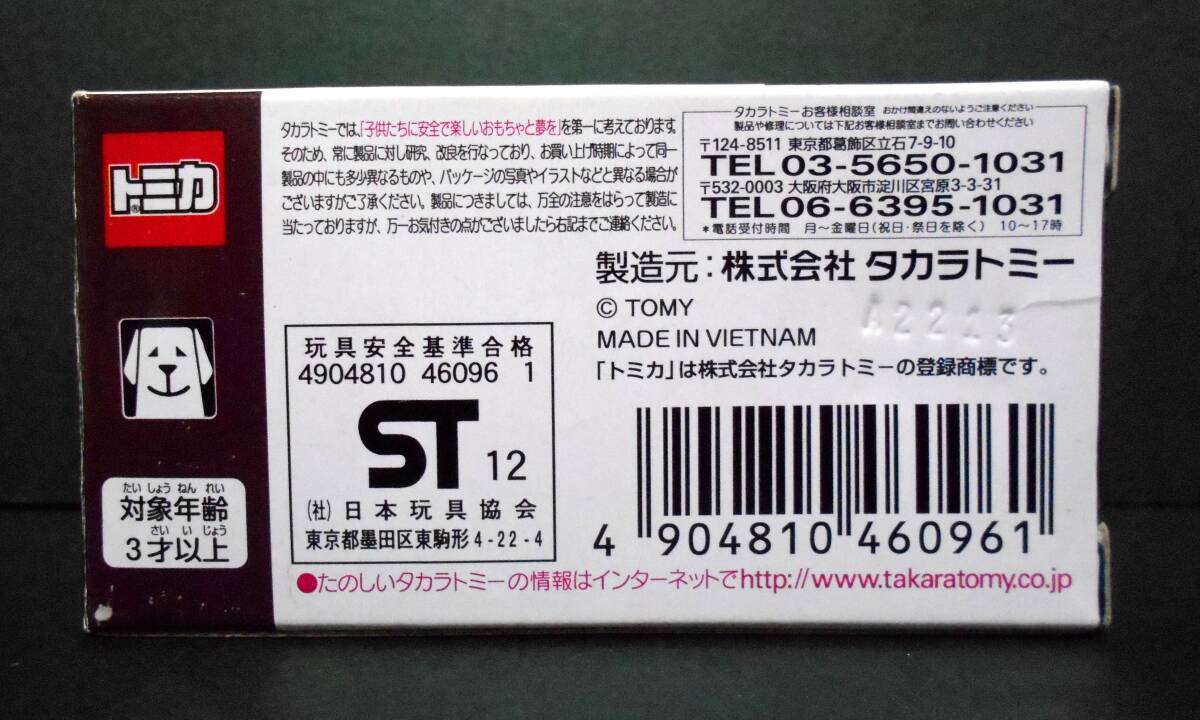 トミカ
®
たいしょうねんれい
対象年齢
さいいじょう
3才以上
タカラトミーでは、「子供たちに安全で楽しいおもちゃと夢を」を第一に考えております。
そのため、常に製品に対し研究、改良を行なっており、お買い上げ時期によって同一
製品の中にも多少異なるものや、パッケージの写真やイラストなどと異なる場合が
ございますがご了承ください。製品につきましては、万全の注意をはらって製造に
当たっておりますが、万一お気付きの点がございましたら右記までご連絡ください。
タカラトミーお客様相談室 おかけ間違えのないようご注意ください
製品や修理については下記お客様相談室までお問い合わせください
〒124-8511 東京都葛飾区立石7-9-10
TEL03-5650-1031
〒532-0003 大阪府大阪市淀川区宮原3-3-31
TEL06-6395-1031
*電話受付時間 月~金曜日(祝日・祭日を除く) 10~17時
製造元:株式会社 タカラトミー
© TOMY
MADE IN VIETNAM
「トミカ」は株式会社タカラトミーの登録商標です。
玩具安全基準合格
4904810 46096 1
ST 12
(社)日本玩具協会
東京都墨田区東駒形4-22-4
4 904810 460961
●たのしいタカラトミーの情報はインターネットでhttp://www.takaratomy.co.jp